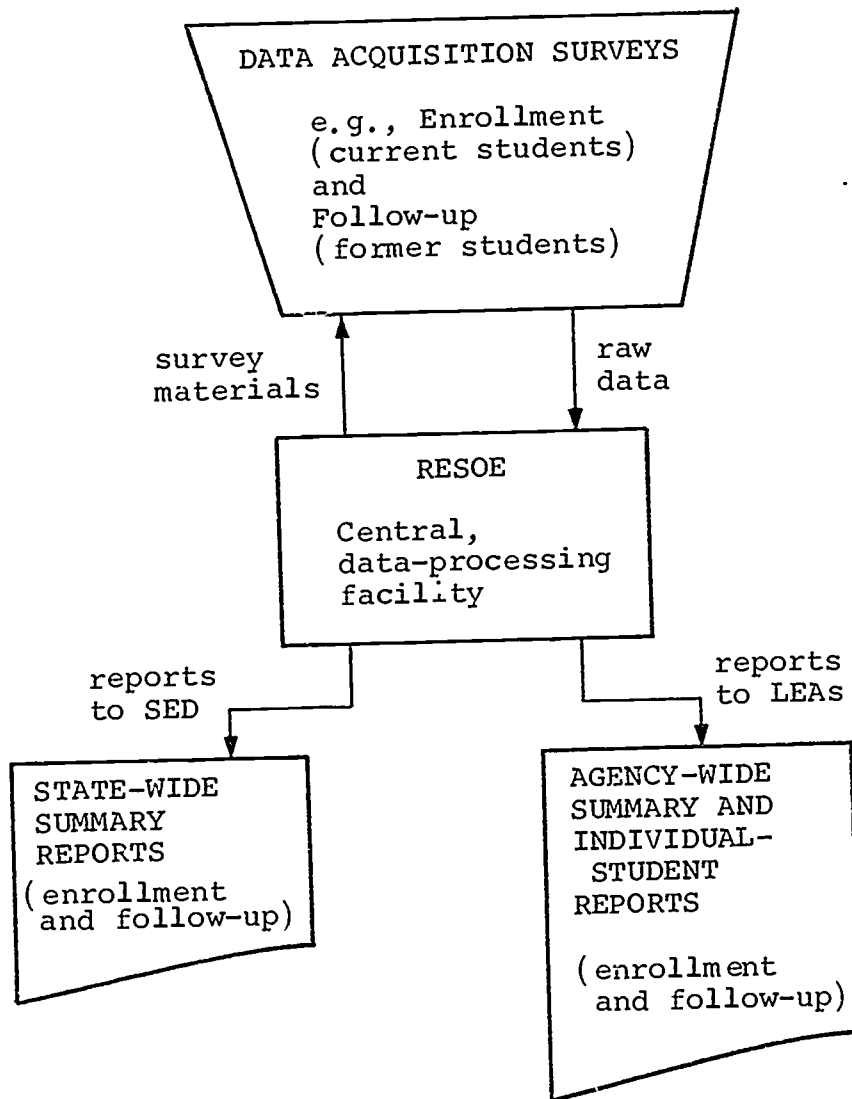 DATA ACQUISITION SURVEYS
e.g., Enrollment
(current students)
and
Follow-up
(former students)
survey
materials
raw
data
RESOE
Central,
data-processing
facility
reports
to SED
reports
to LEAs
STATE-WIDE
SUMMARY
REPORTS
(enrollment
and follow-up)
AGENCY-WIDE
SUMMARY AND
INDIVIDUAL-
STUDENT
REPORTS
(enrollment
and follow-up)